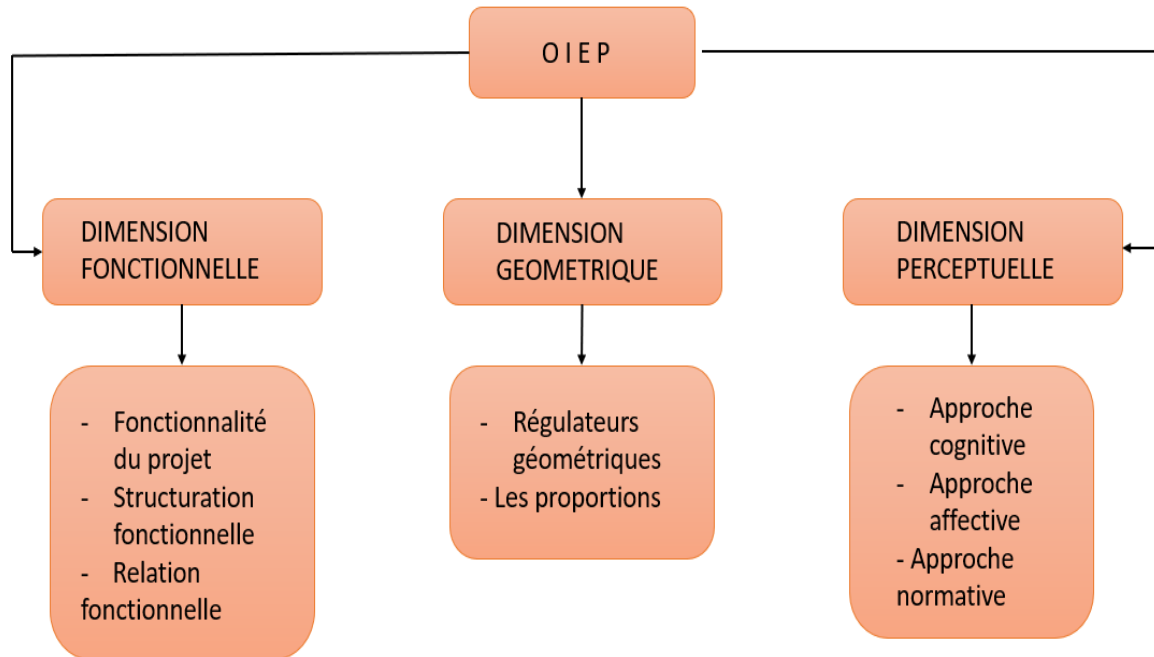 O I E P
DIMENSION
FONCTIONNELLE
DIMENSION
GEOMETRIQUE
DIMENSION
PERCEPTUELLE
- Fonctionnalité
du projet
- Structuration
fonctionnelle
- Relation
fonctionnelle
- Régulateurs
géométriques
- Les proportions
- Approche
cognitive
- Approche
affective
- Approche
normative